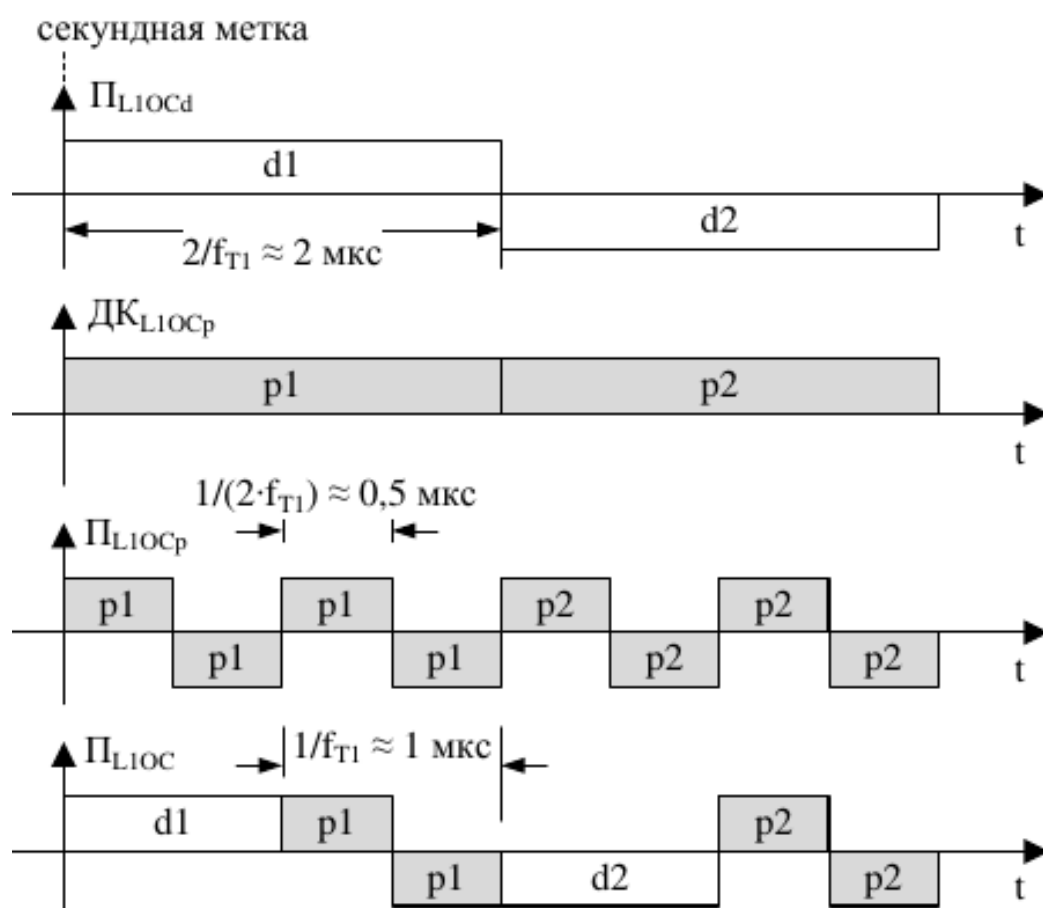 секундная метка
П_L1OCd
d1
d2
t
2/f_T1 ≈ 2 мкс
ДК_L1OCp
p1 p2
t
1/(2·f_T1) ≈ 0,5 мкс
П_L1OCp
p1 p1 p2 p2
p1 p1 p2 p2
t
П_L1OC
1/f_T1 ≈ 1 мкс
d1 p1 p2
p1 d2 p2
t